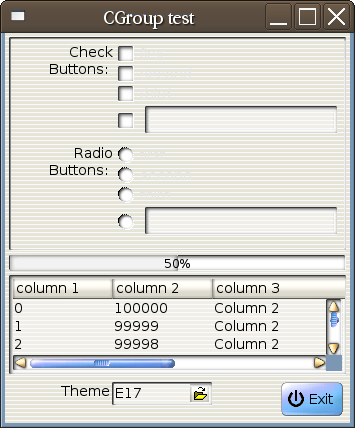 CGroup test
Check
Buttons:
Radio
Buttons:
50%
column 1 column 2 column 3
0 100000 Column 2
1 99999 Column 2
2 99998 Column 2
Theme E17
Exit